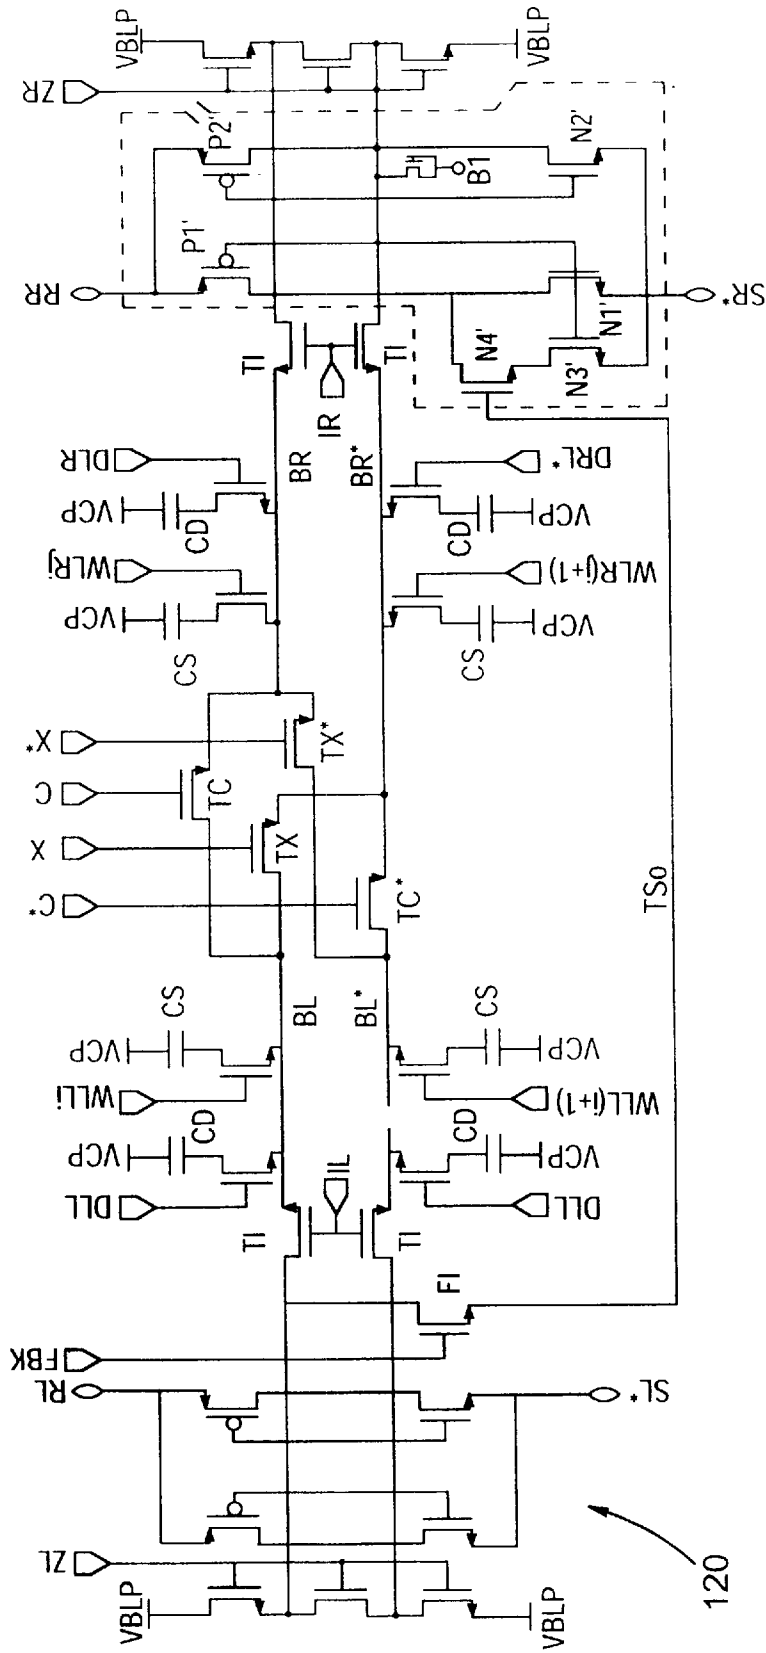 VBLP
VBLP
ZR
P2'
N2'
B1
P1'
RR
SR*
N1'
N3'
N4'
TI
TI
IR
DLR
BR
BR*
DRL*
VCP
CD
CD
VCP
WLRj
WLR(j+1)
VCP
CS
CS
VCP
X*
TX*
C
TC
X
TX
C*
TC*
TSo
BL
BL*
CS
CS
VCP
VCP
WLLi
WLL(i+1)
CD
CD
VCP
VCP
DLL
DLL
IL
TI
TI
FI
FBK
RL
SL*
ZL
VBLP
VBLP
120